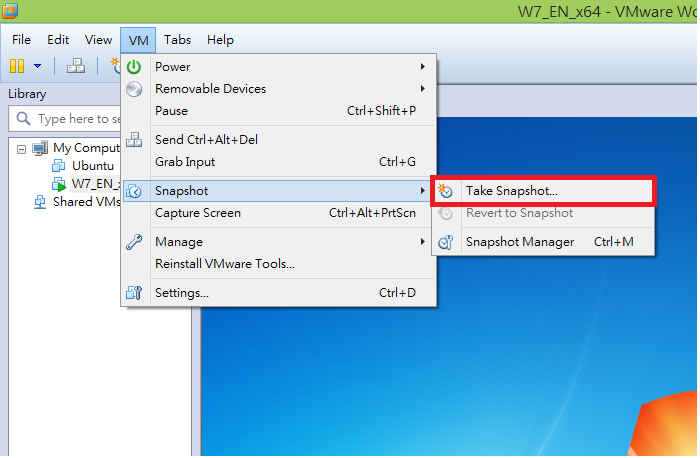 W7_EN_x64 - VMware Wo
File Edit View VM Tabs Help
Library
Type here to se
My Comput
Ubuntu
W7_EN_x
Shared VMs
Power
Removable Devices
Pause Ctrl+Shift+P
Send Ctrl+Alt+Del
Grab Input Ctrl+G
Snapshot
Capture Screen Ctrl+Alt+PrtScn
Manage
Reinstall VMware Tools...
Settings... Ctrl+D
Take Snapshot...
Revert to Snapshot
Snapshot Manager Ctrl+M